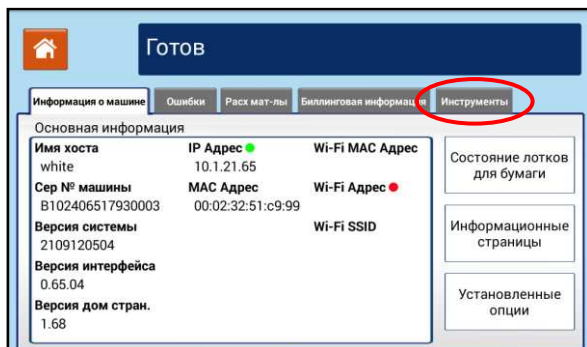 Готов
Информация о машине Ошибки Расх мат-лы Биллинговая информация Инструменты
Основная информация
Имя хоста IP Адрес Wi-Fi MAC Адрес
white 10.1.21.65
Сер № машины MAC Адрес Wi-Fi Адрес
B102406517930003 00:02:32:51:c9:99
Версия системы Wi-Fi SSID
2109120504
Версия интерфейса
0.65.04
Версия дом стран.
1.68
Состояние лотков
для бумаги
Информационные
страницы
Установленные
опции